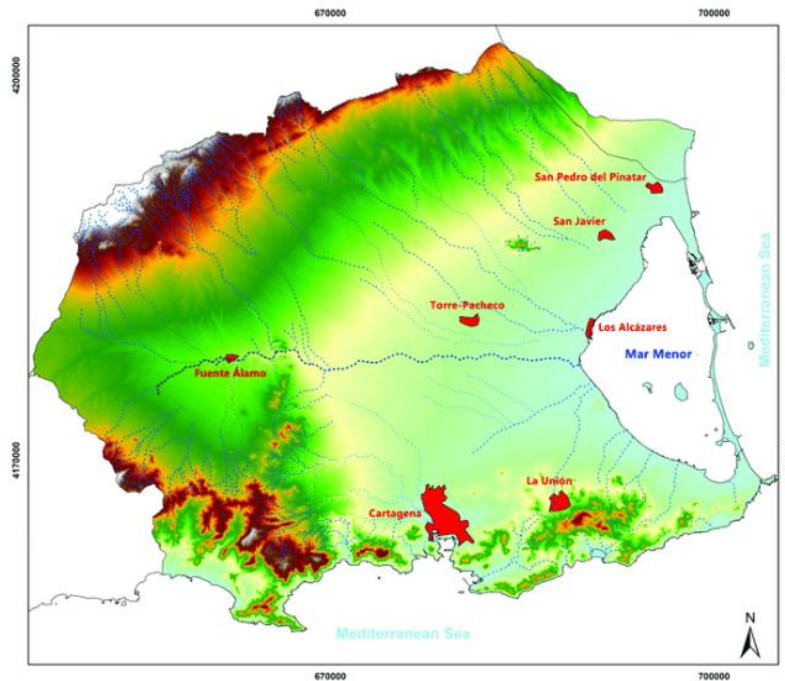 670000
700000
4200000
San Pedro del Pinatar
San Javier
Mediterranean Sea
Torre-Pacheco
Los Alcázares
Mar Menor
Fuente Álamo
4170000
La Unión
Cartagena
Mediterranean Sea
N
670000
700000